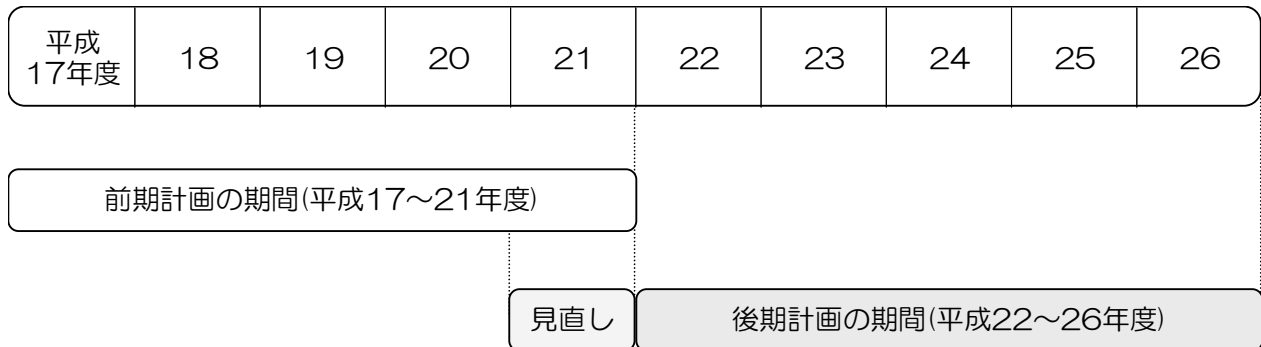 平成
17年度
18
19
20
21
22
23
24
25
26
前期計画の期間(平成17～21年度)
見直し
後期計画の期間(平成22～26年度)